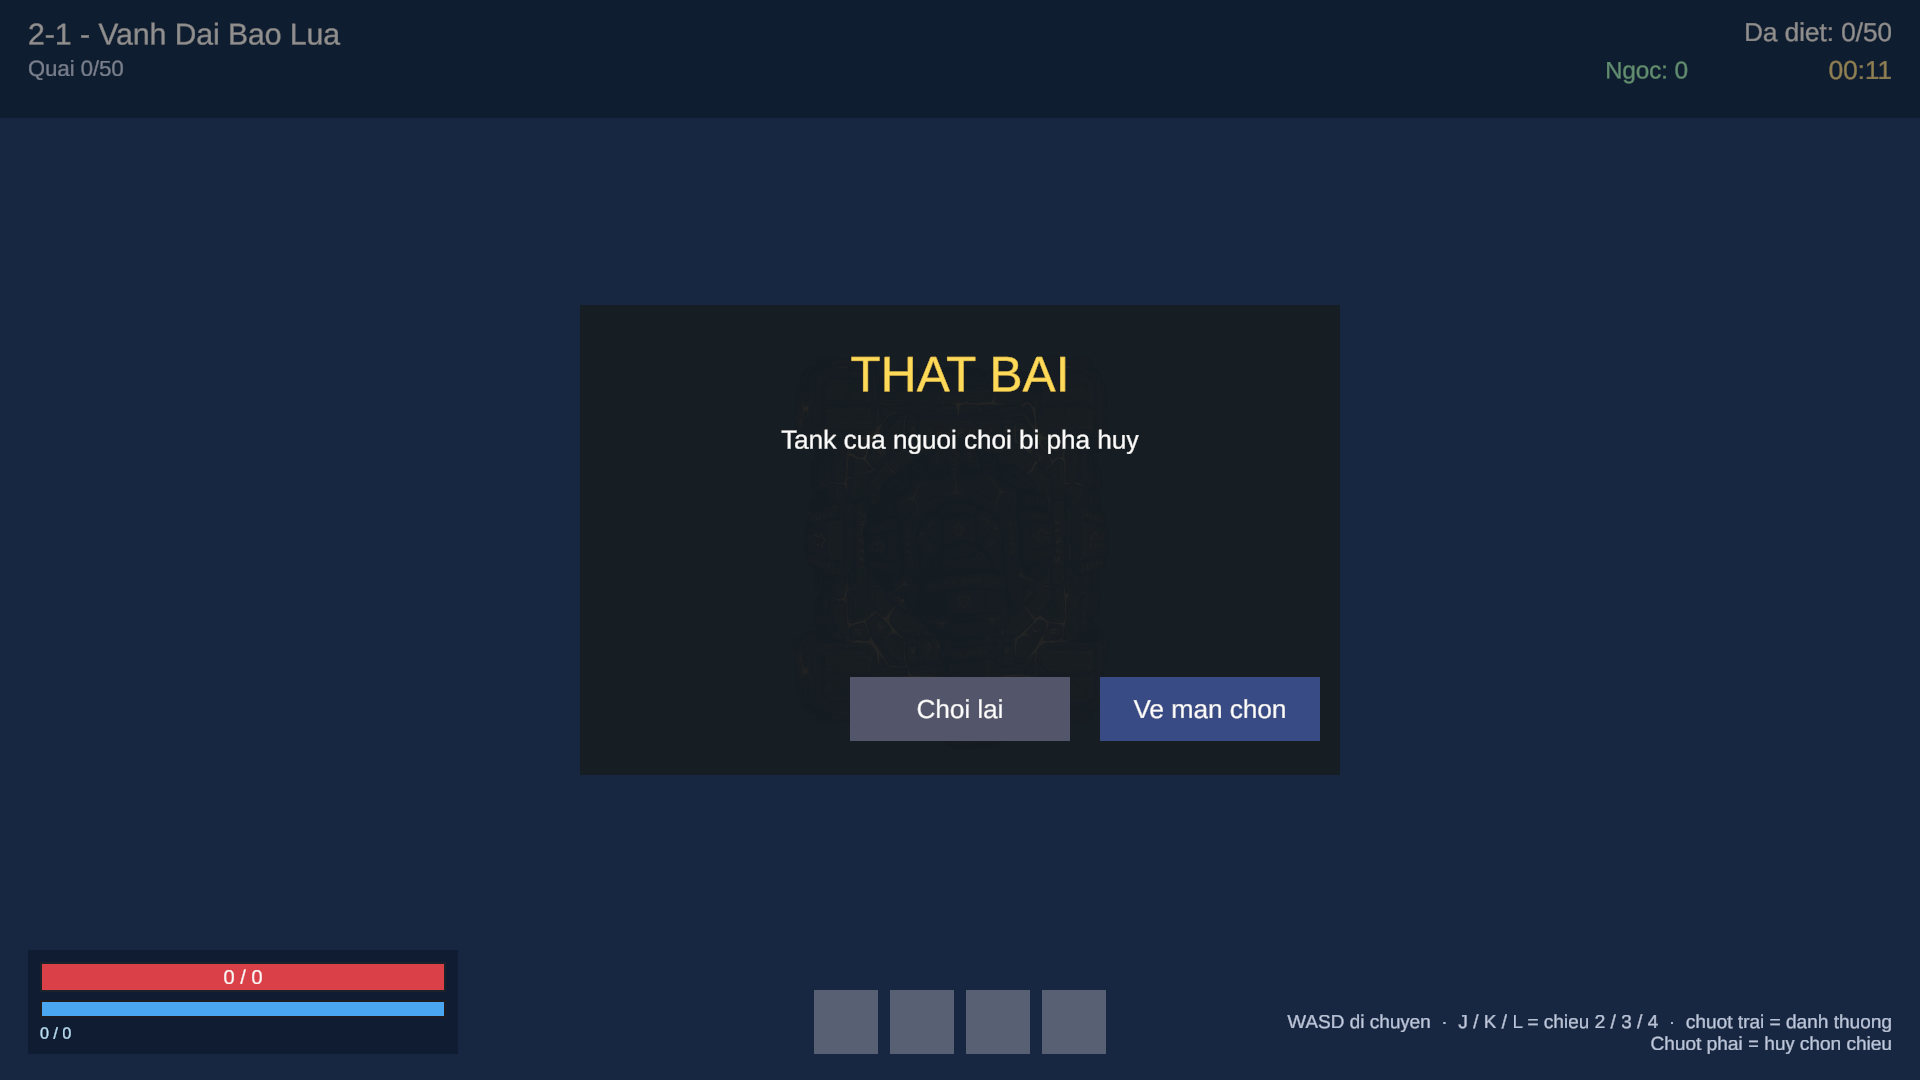 2-1 - Vanh Dai Bao Lua
Quai 0/50
Da diet: 0/50
Ngoc: 0
00:11
THAT BAI
Tank cua nguoi choi bi pha huy
Choi lai
Ve man chon
0 / 0
0 / 0
WASD di chuyen · J / K / L = chieu 2 / 3 / 4 · chuot trai = danh thuong
Chuot phai = huy chon chieu